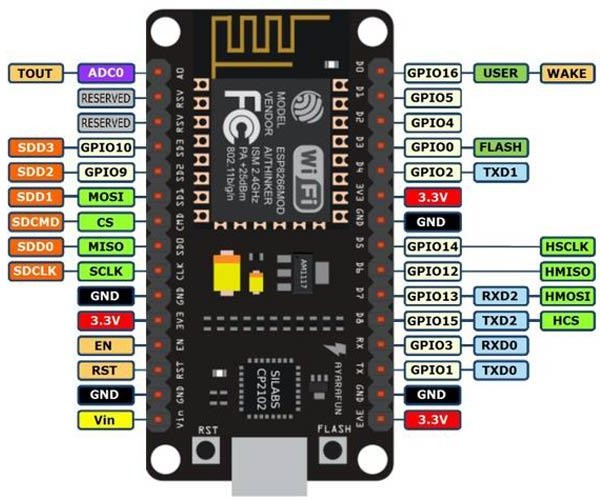 TOUT ADC0 A0 D0 GPIO16 USER WAKE
RESERVED RSV D1 GPIO5
RESERVED RSV D2 GPIO4
SDD3 GPIO10 SD3 D3 GPIO0 FLASH
SDD2 GPIO9 SD2 D4 GPIO2 TXD1
SDD1 MOSI SD1 3V3 3.3V
SDCMD CS CMD GND GND
SDD0 MISO SD0 D5 GPIO14 HSCLK
SDCLK SCLK CLK D6 GPIO12 HMISO
GND GND D7 GPIO13 RXD2 HMOSI
3.3V 3V3 D8 GPIO15 TXD2 HCS
EN EN RX GPIO3 RXD0
RST RST TX GPIO1 TXD0
GND GND GND GND
Vin Vin 3V3 3.3V
MODEL ESP8266MOD
VENDOR AI/THINKER
ISM 2.4GHz
PA +25dBm
802.11b/g/n
FC
Wi Fi
AM1117
SILABS
CP2102
AYARAFUN
RST
FLASH